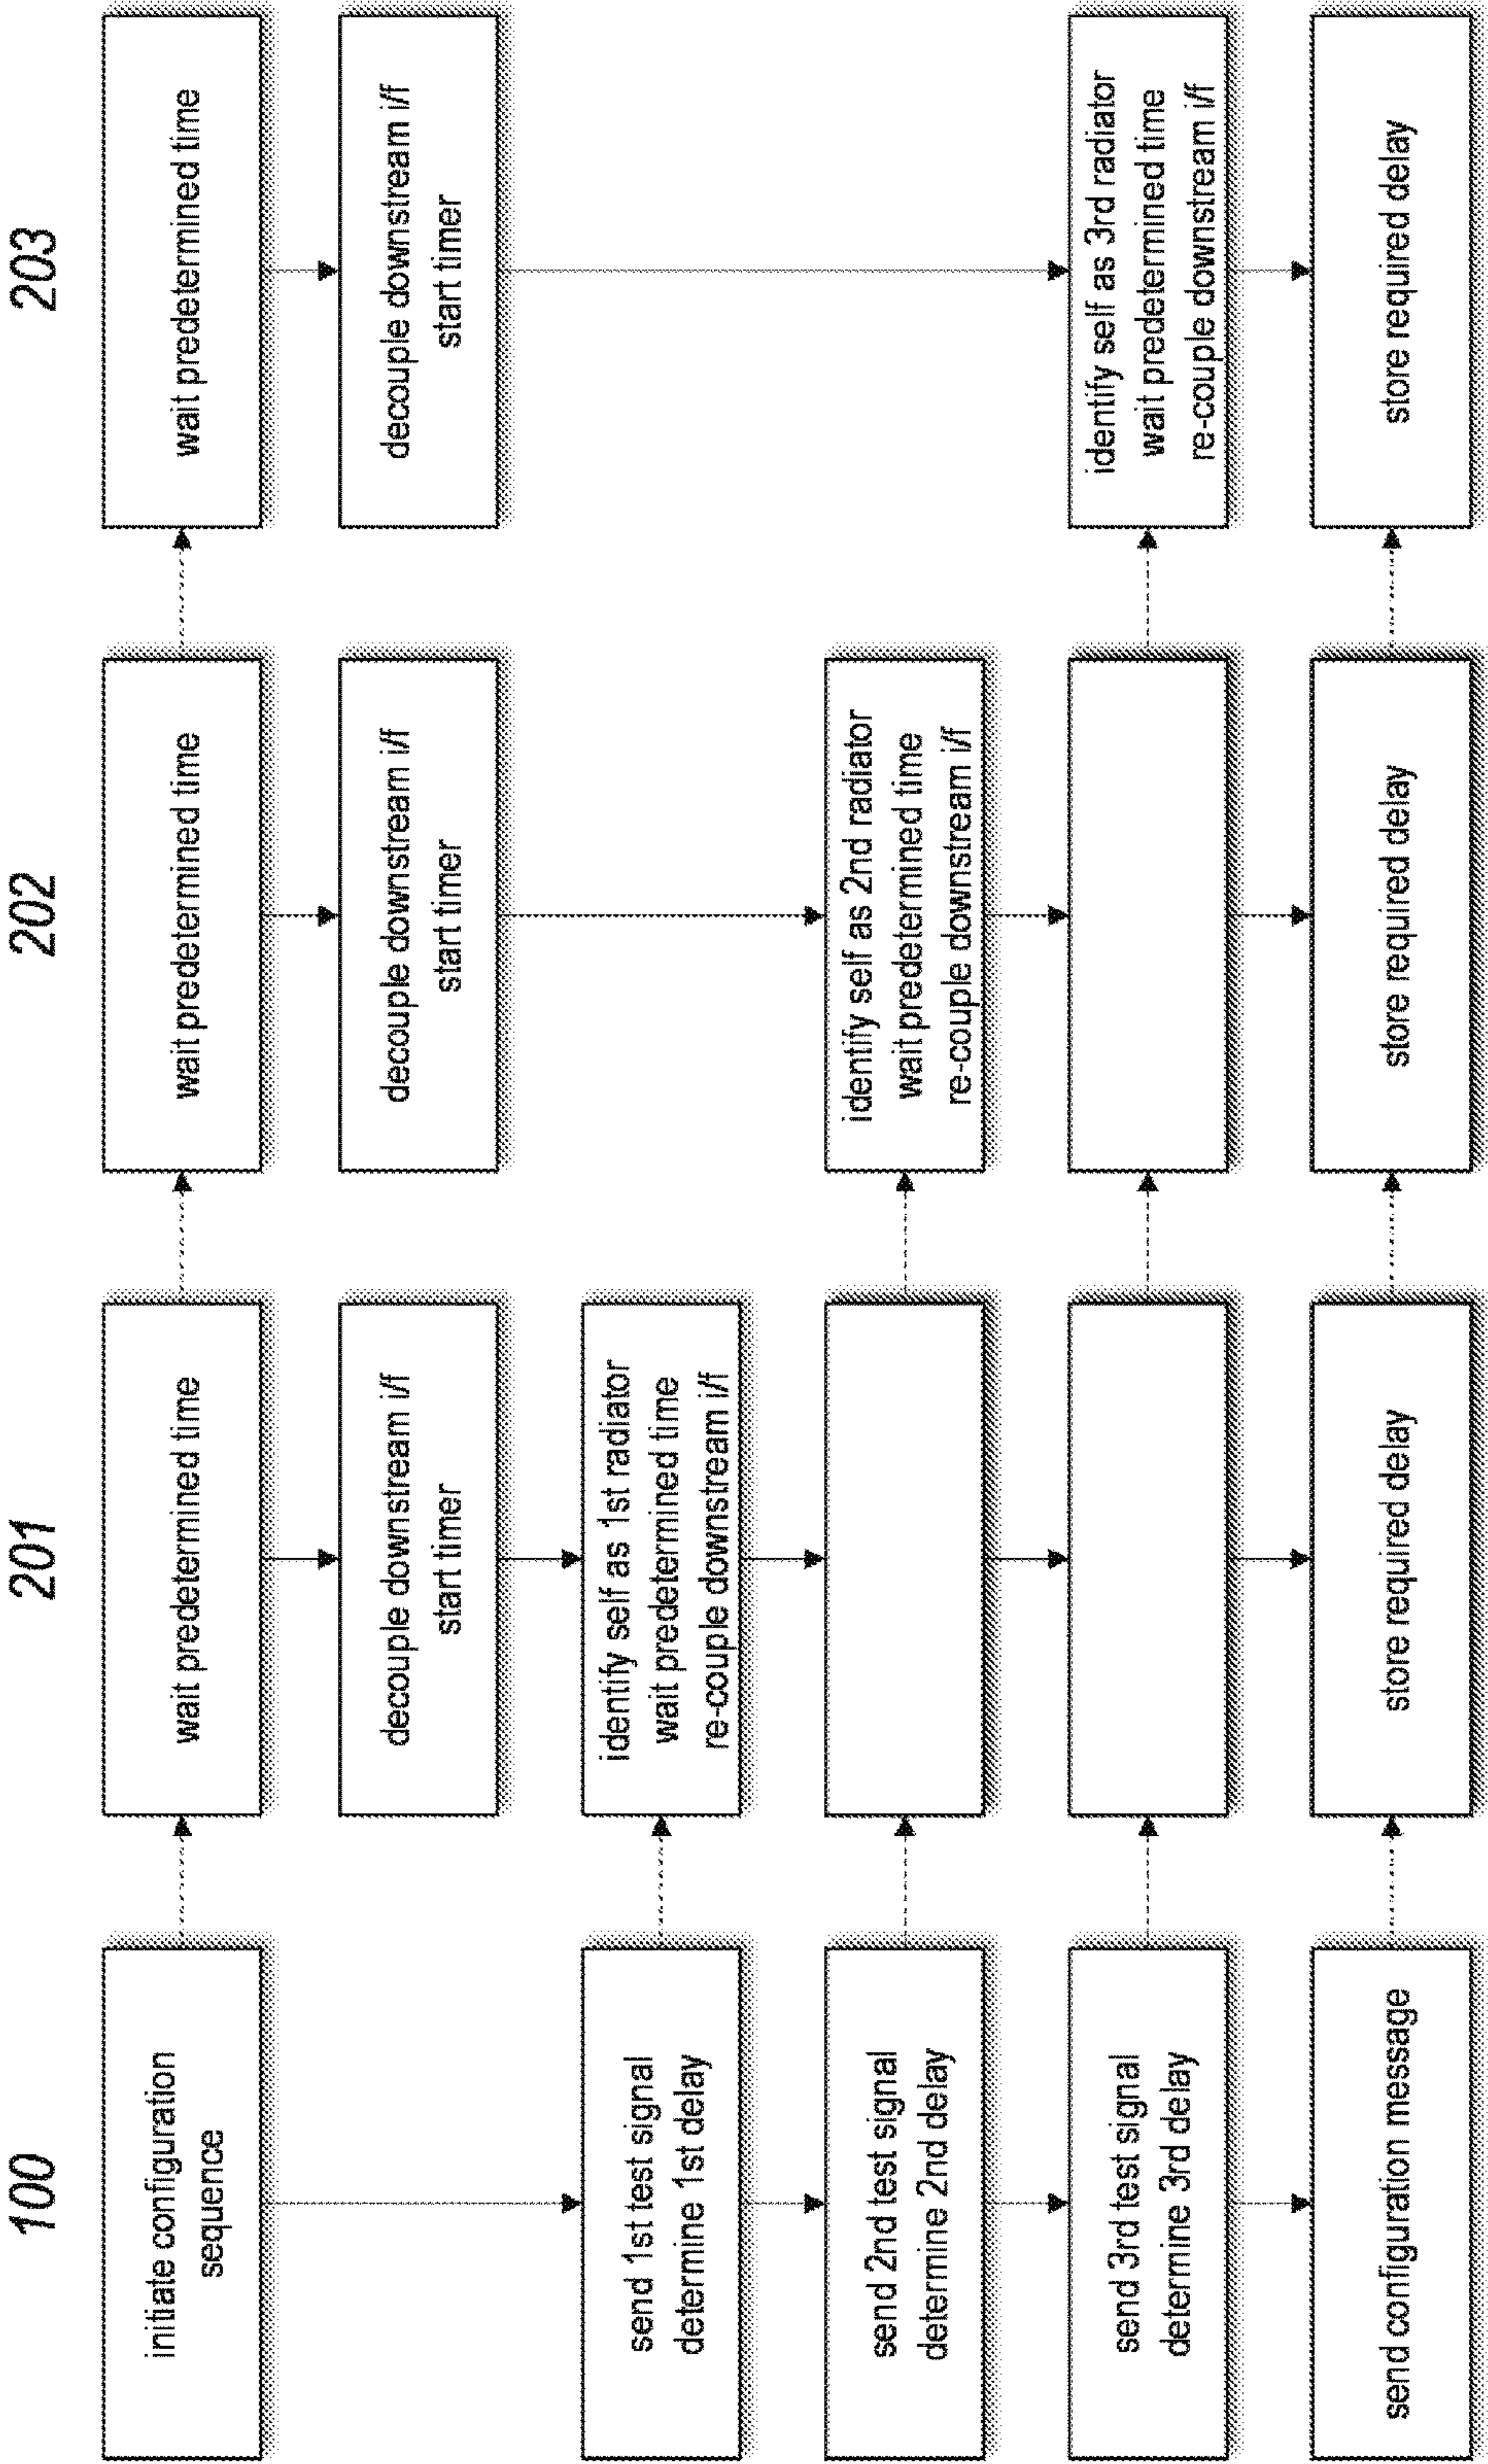 100
201
202
203
initiate configuration
sequence
wait predetermined time
wait predetermined time
wait predetermined time
decouple downstream i/f
start timer
decouple downstream i/f
start timer
decouple downstream i/f
start timer
send 1st test signal
determine 1st delay
identify self as 1st radiator
wait predetermined time
re-couple downstream i/f
send 2nd test signal
determine 2nd delay
identify self as 2nd radiator
wait predetermined time
re-couple downstream i/f
send 3rd test signal
determine 3rd delay
identify self as 3rd radiator
wait predetermined time
re-couple downstream i/f
send configuration message
store required delay
store required delay
store required delay